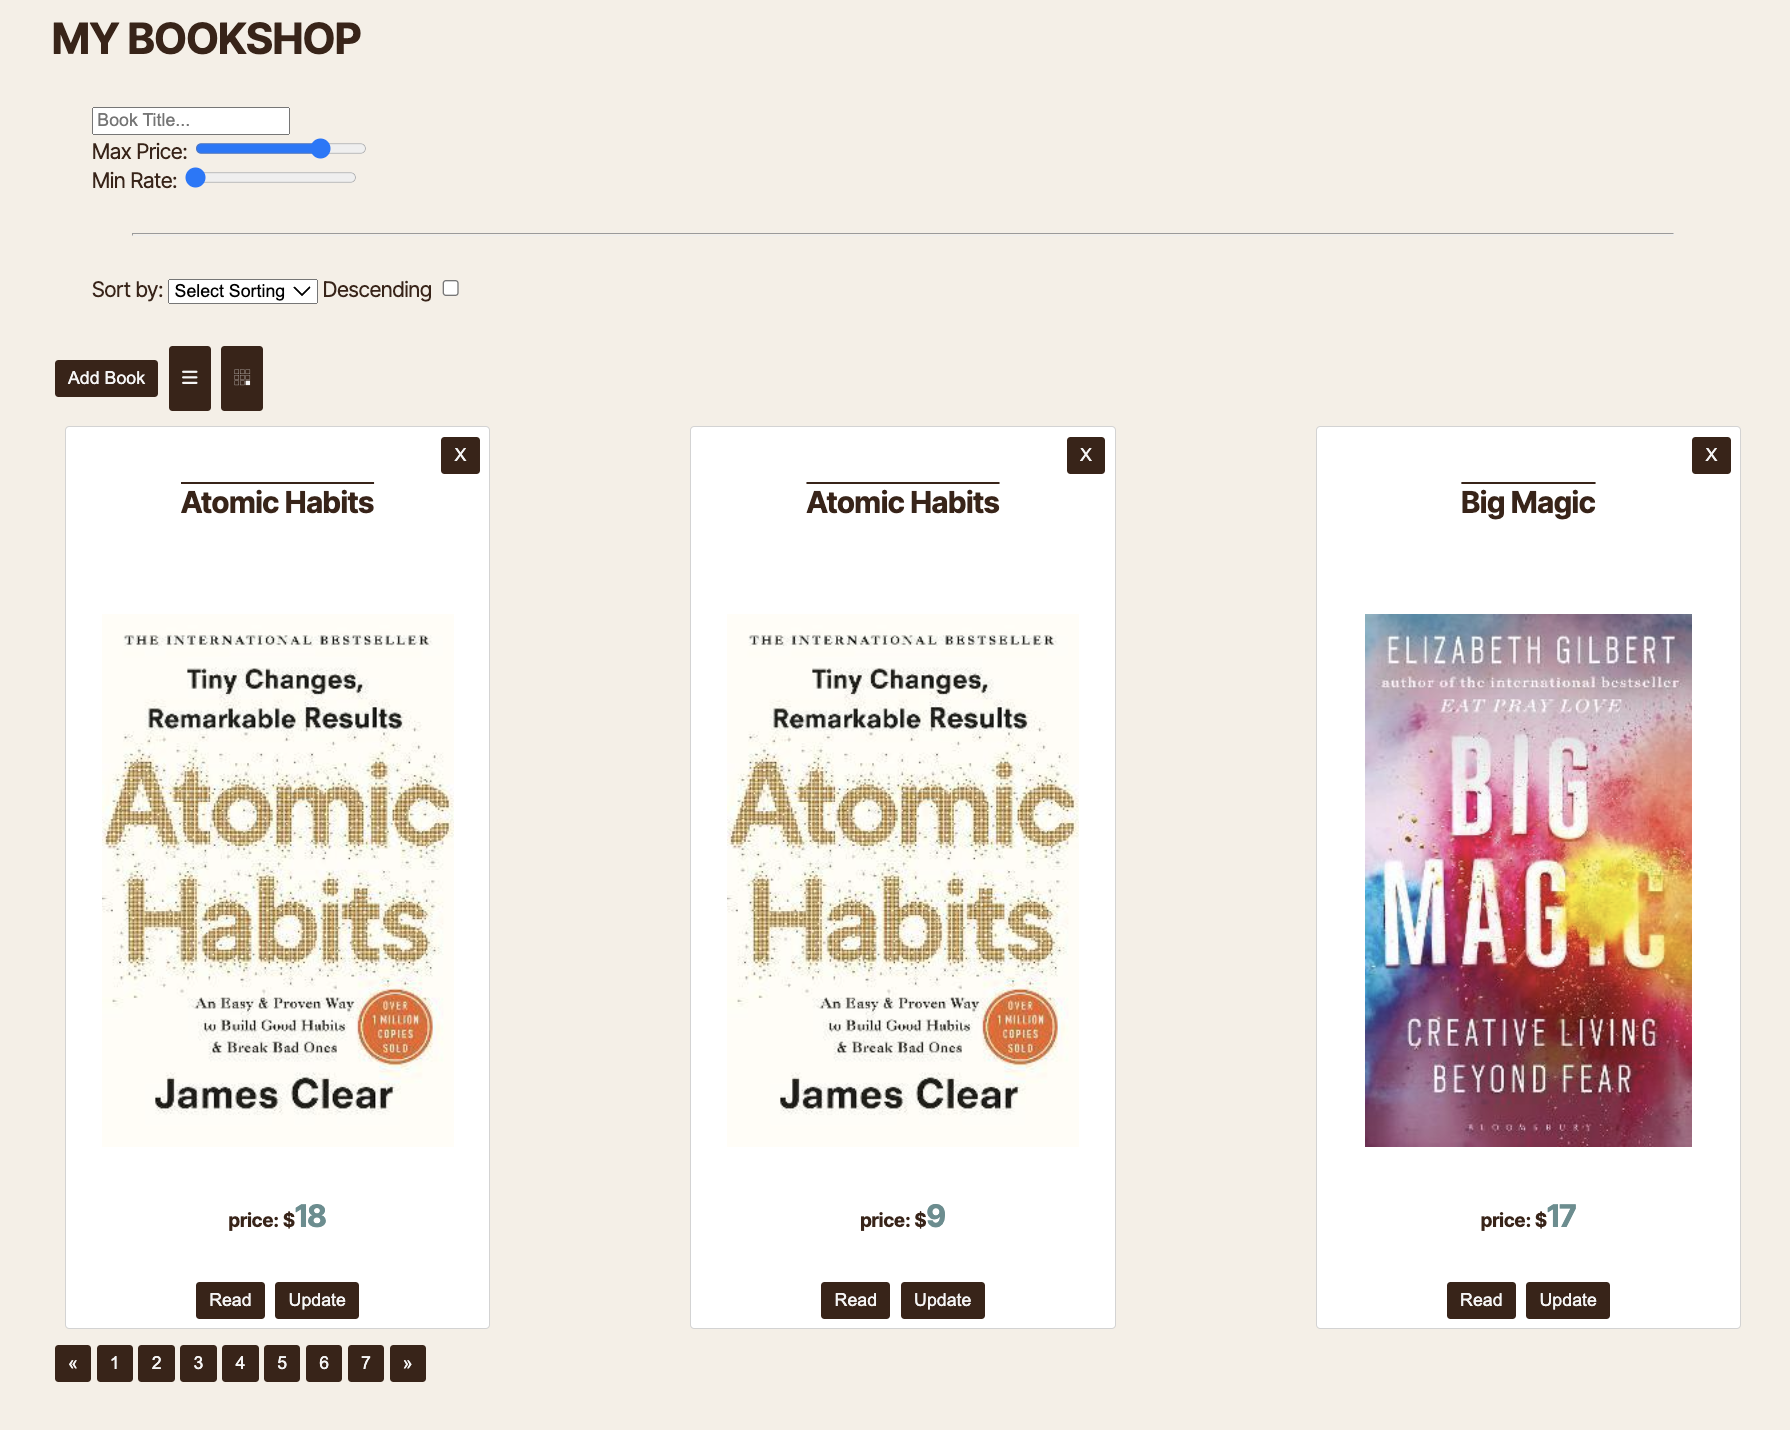 MY BOOKSHOP
Book Title...
Max Price:
Min Rate:
Sort by: Select Sorting Descending
Add Book
X
Atomic Habits
THE INTERNATIONAL BESTSELLER
Tiny Changes,
Remarkable Results
Atomic
Habits
An Easy & Proven Way
to Build Good Habits
& Break Bad Ones
OVER
1 MILLION
COPIES
SOLD
James Clear
price: $18
Read Update
X
Atomic Habits
THE INTERNATIONAL BESTSELLER
Tiny Changes,
Remarkable Results
Atomic
Habits
An Easy & Proven Way
to Build Good Habits
& Break Bad Ones
OVER
1 MILLION
COPIES
SOLD
James Clear
price: $9
Read Update
X
Big Magic
ELIZABETH GILBERT
author of the international bestseller
EAT PRAY LOVE
BIG
MAGIC
CREATIVE LIVING
BEYOND FEAR
BLOOMSBURY
price: $17
Read Update
« 1 2 3 4 5 6 7 »